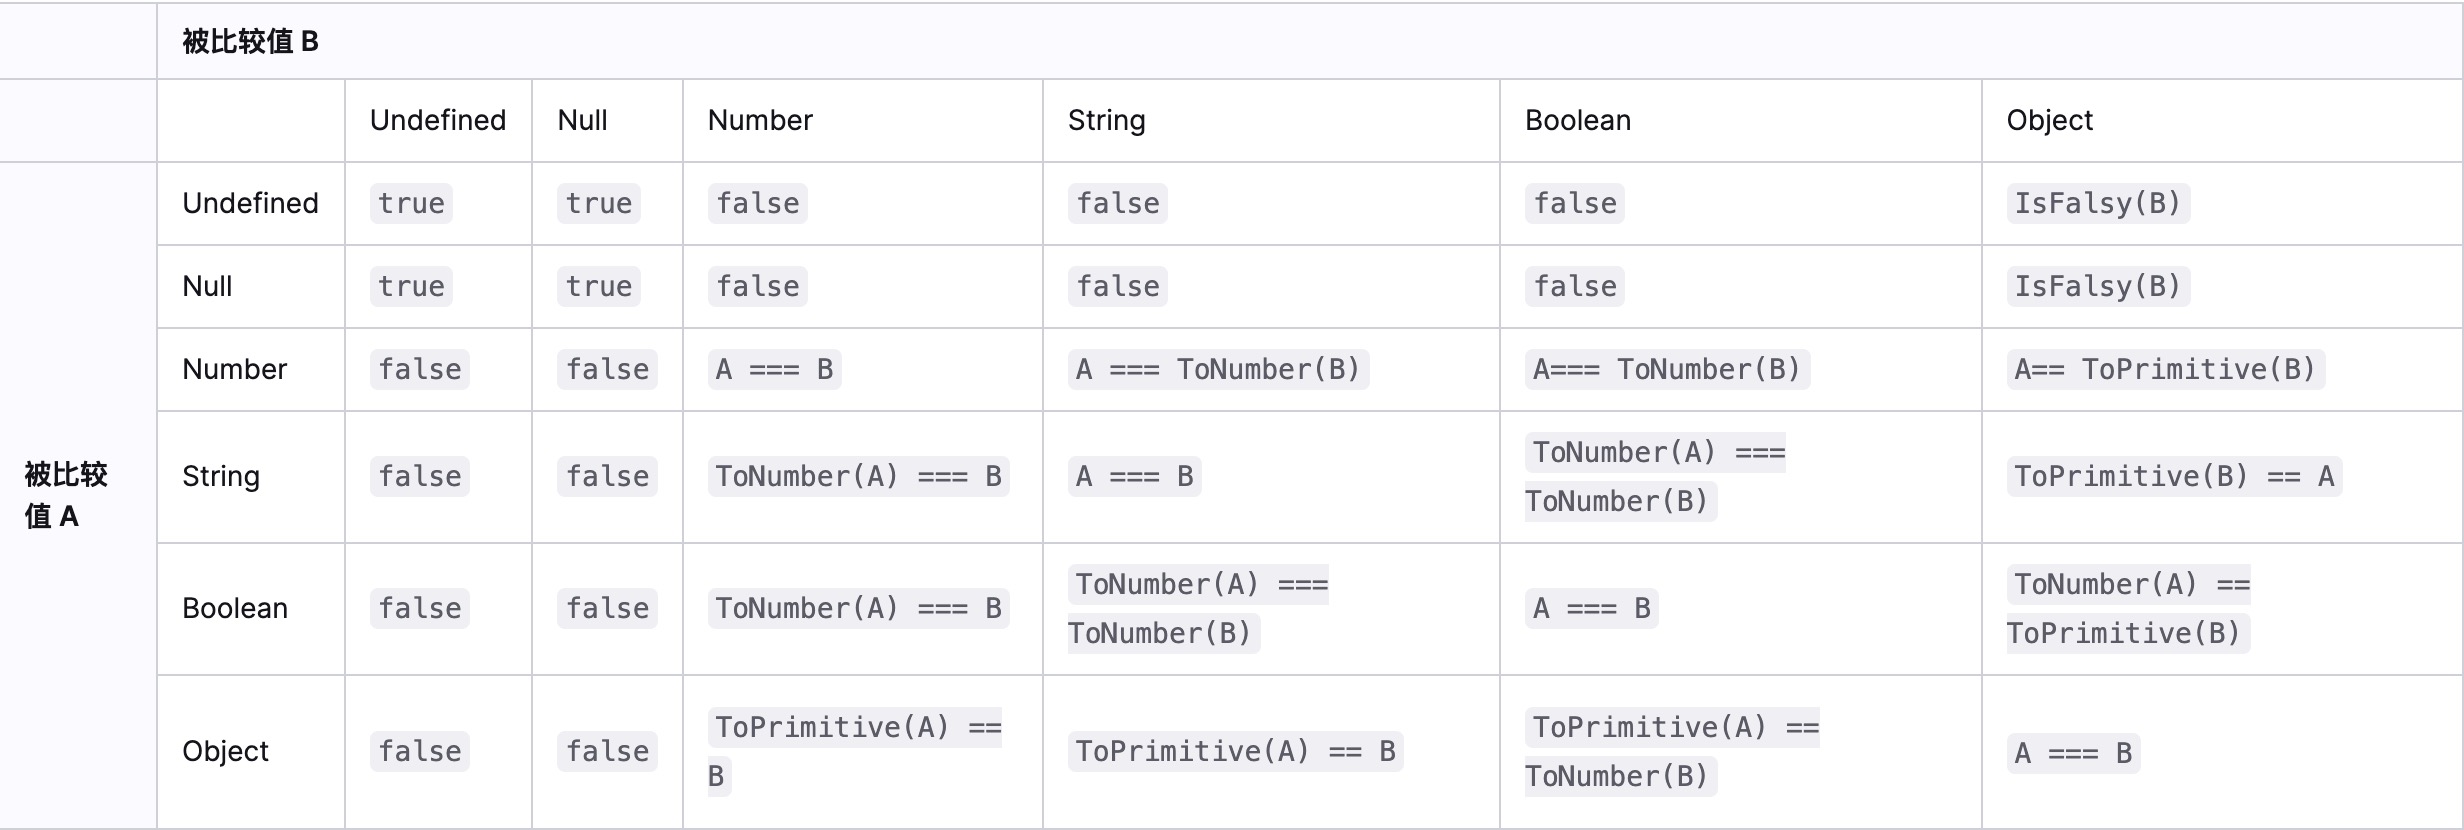 被比较值 B
Undefined Null Number String Boolean Object
Undefined true true false false false IsFalsy(B)
Null true true false false false IsFalsy(B)
Number false false A === B A === ToNumber(B) A=== ToNumber(B) A== ToPrimitive(B)
被比较
值 A
String false false ToNumber(A) === B A === B ToNumber(A) ===
ToNumber(B) ToPrimitive(B) == A
Boolean false false ToNumber(A) === B ToNumber(A) ===
ToNumber(B) A === B ToNumber(A) ==
ToPrimitive(B)
Object false false ToPrimitive(A) ==
B ToPrimitive(A) == B ToPrimitive(A) ==
ToNumber(B) A === B